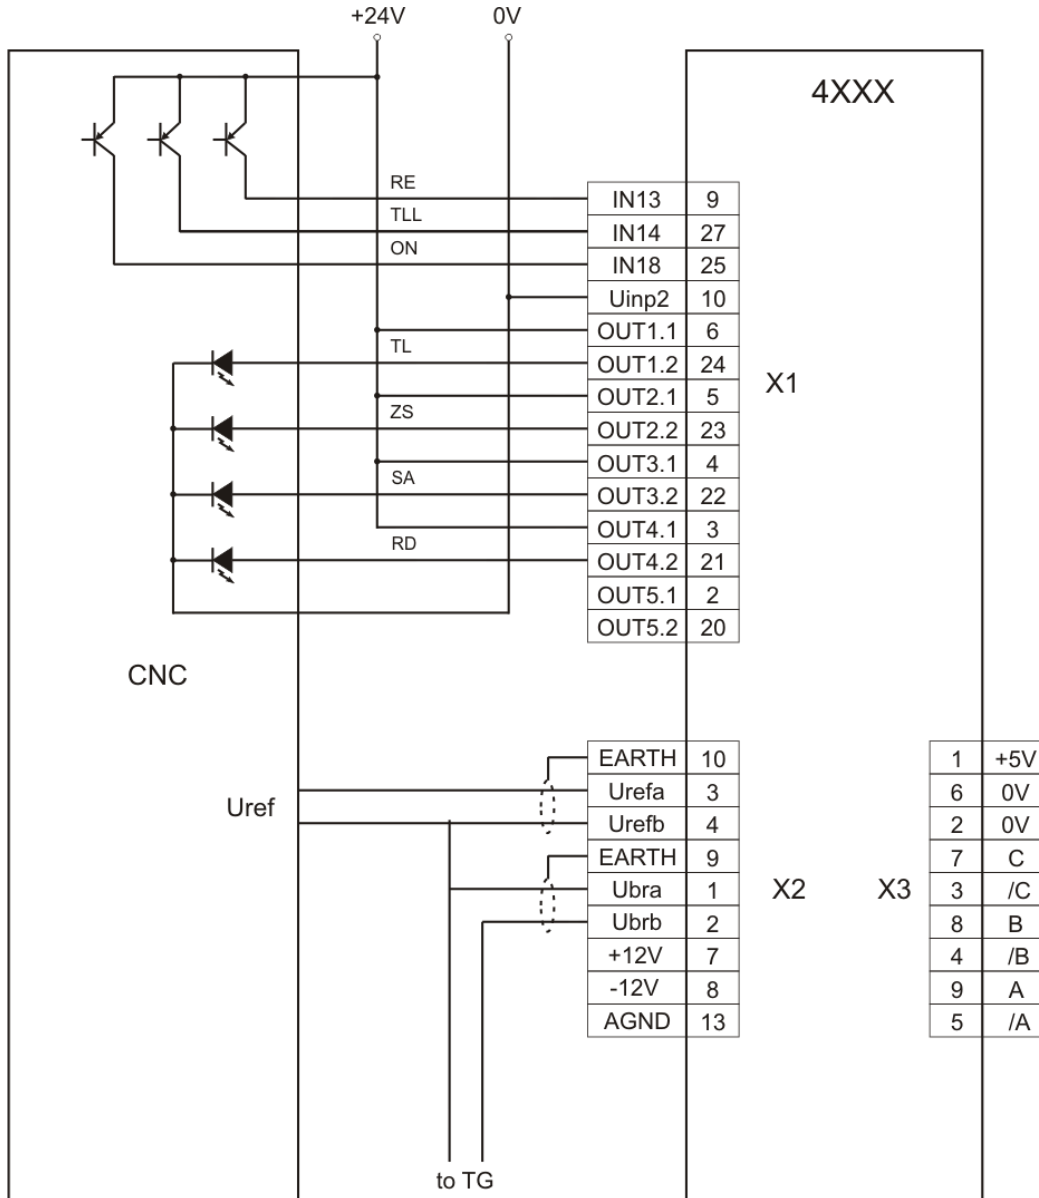 +24V 0V
4XXX
RE IN13 9
TLL IN14 27
ON IN18 25
Uinp2 10
OUT1.1 6
TL OUT1.2 24
X1
OUT2.1 5
ZS OUT2.2 23
OUT3.1 4
SA OUT3.2 22
OUT4.1 3
RD OUT4.2 21
OUT5.1 2
OUT5.2 20
CNC
EARTH 10 1 +5V
Uref Urefa 3 6 0V
Urefb 4 2 0V
EARTH 9 7 C
Ubra 1 X2 X3 3 /C
Ubrb 2 8 B
+12V 7 4 /B
-12V 8 9 A
AGND 13 5 /A
to TG